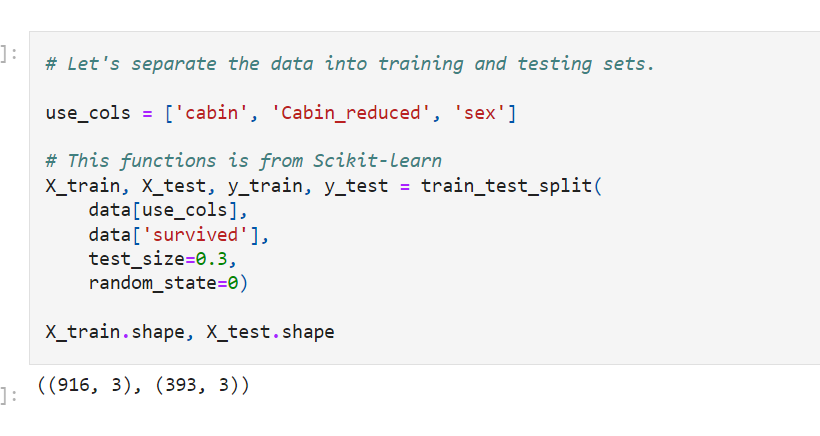 ]:
# Let's separate the data into training and testing sets.
use_cols = ['cabin', 'Cabin_reduced', 'sex']
# This functions is from Scikit-learn
X_train, X_test, y_train, y_test = train_test_split(
    data[use_cols],
    data['survived'],
    test_size=0.3,
    random_state=0)
X_train.shape, X_test.shape
]:
((916, 3), (393, 3))